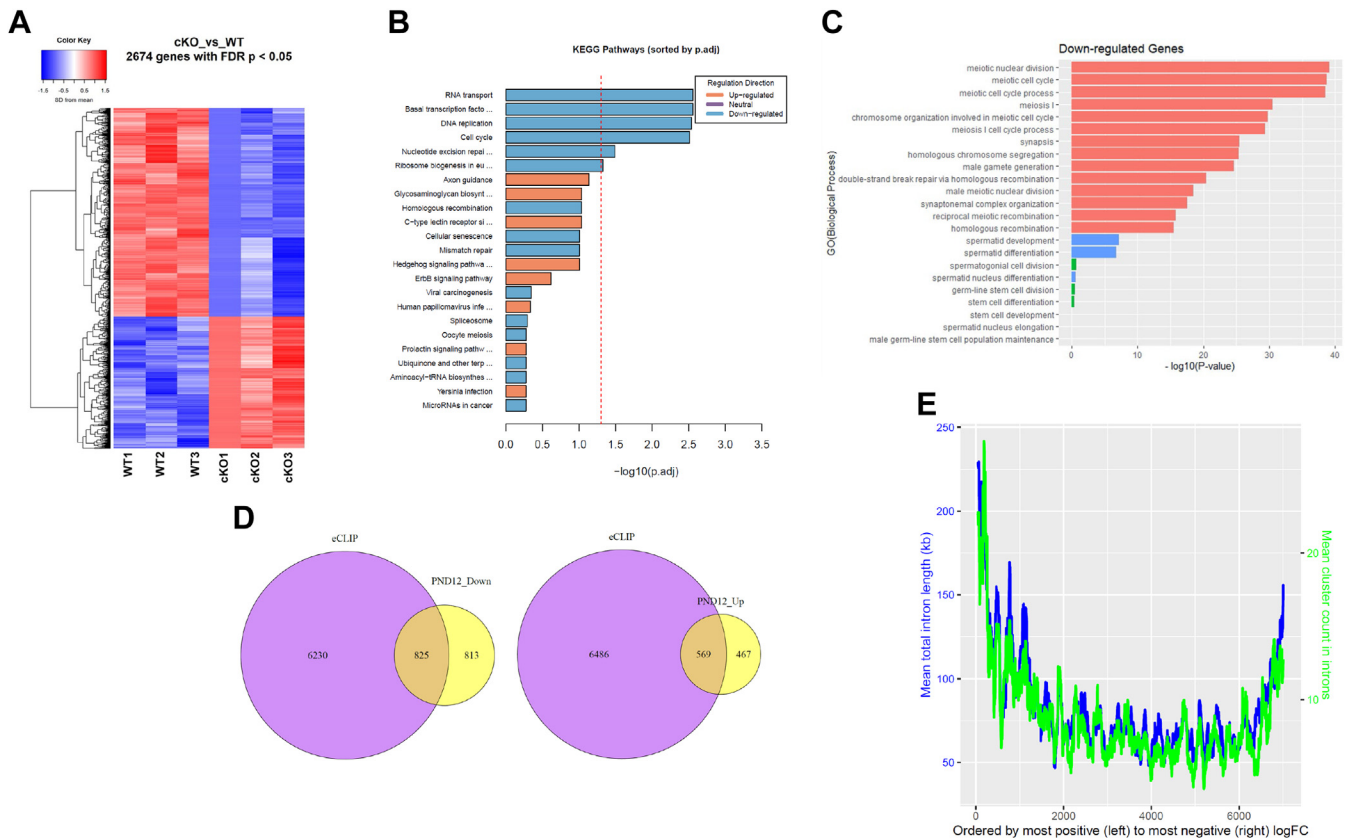 A
Color Key
-1.5 -0.5 0.5 1.5
SD from mean
cKO_vs_WT
2674 genes with FDR p < 0.05
WT1
WT2
WT3
cKO1
cKO2
cKO3
B
KEGG Pathways (sorted by p.adj)
Regulation Direction
Up-regulated
Neutral
Down-regulated
RNA transport
Basal transcription facto ...
DNA replication
Cell cycle
Nucleotide excision repai ...
Ribosome biogenesis in eu ...
Axon guidance
Glycosaminoglycan biosynt ...
Homologous recombination
C-type lectin receptor si ...
Cellular senescence
Mismatch repair
Hedgehog signaling pathwa ...
ErbB signaling pathway
Viral carcinogenesis
Human papillomavirus infe ...
Spliceosome
Oocyte meiosis
Prolactin signaling pathw ...
Ubiquinone and other terp ...
Aminoacyl-tRNA biosynthes ...
Yersinia infection
MicroRNAs in cancer
0.0 0.5 1.0 1.5 2.0 2.5 3.0 3.5
−log10(p.adj)
C
Down-regulated Genes
GO(Biological Process)
meiotic nuclear division
meiotic cell cycle
meiotic cell cycle process
meiosis I
chromosome organization involved in meiotic cell cycle
meiosis I cell cycle process
synapsis
homologous chromosome segregation
male gamete generation
double-strand break repair via homologous recombination
male meiotic nuclear division
synaptonemal complex organization
reciprocal meiotic recombination
homologous recombination
spermatid development
spermatid differentiation
spermatogonial cell division
spermatid nucleus differentiation
germ-line stem cell division
stem cell differentiation
stem cell development
spermatid nucleus elongation
male germ-line stem cell population maintenance
0 10 20 30 40
- log10(P-value)
D
eCLIP
PND12_Down
6230
825
813
eCLIP
PND12_Up
6486
569
467
E
Mean total intron length (kb)
250
200
150
100
50
Mean cluster count in introns
20
10
0 2000 4000 6000
Ordered by most positive (left) to most negative (right) logFC